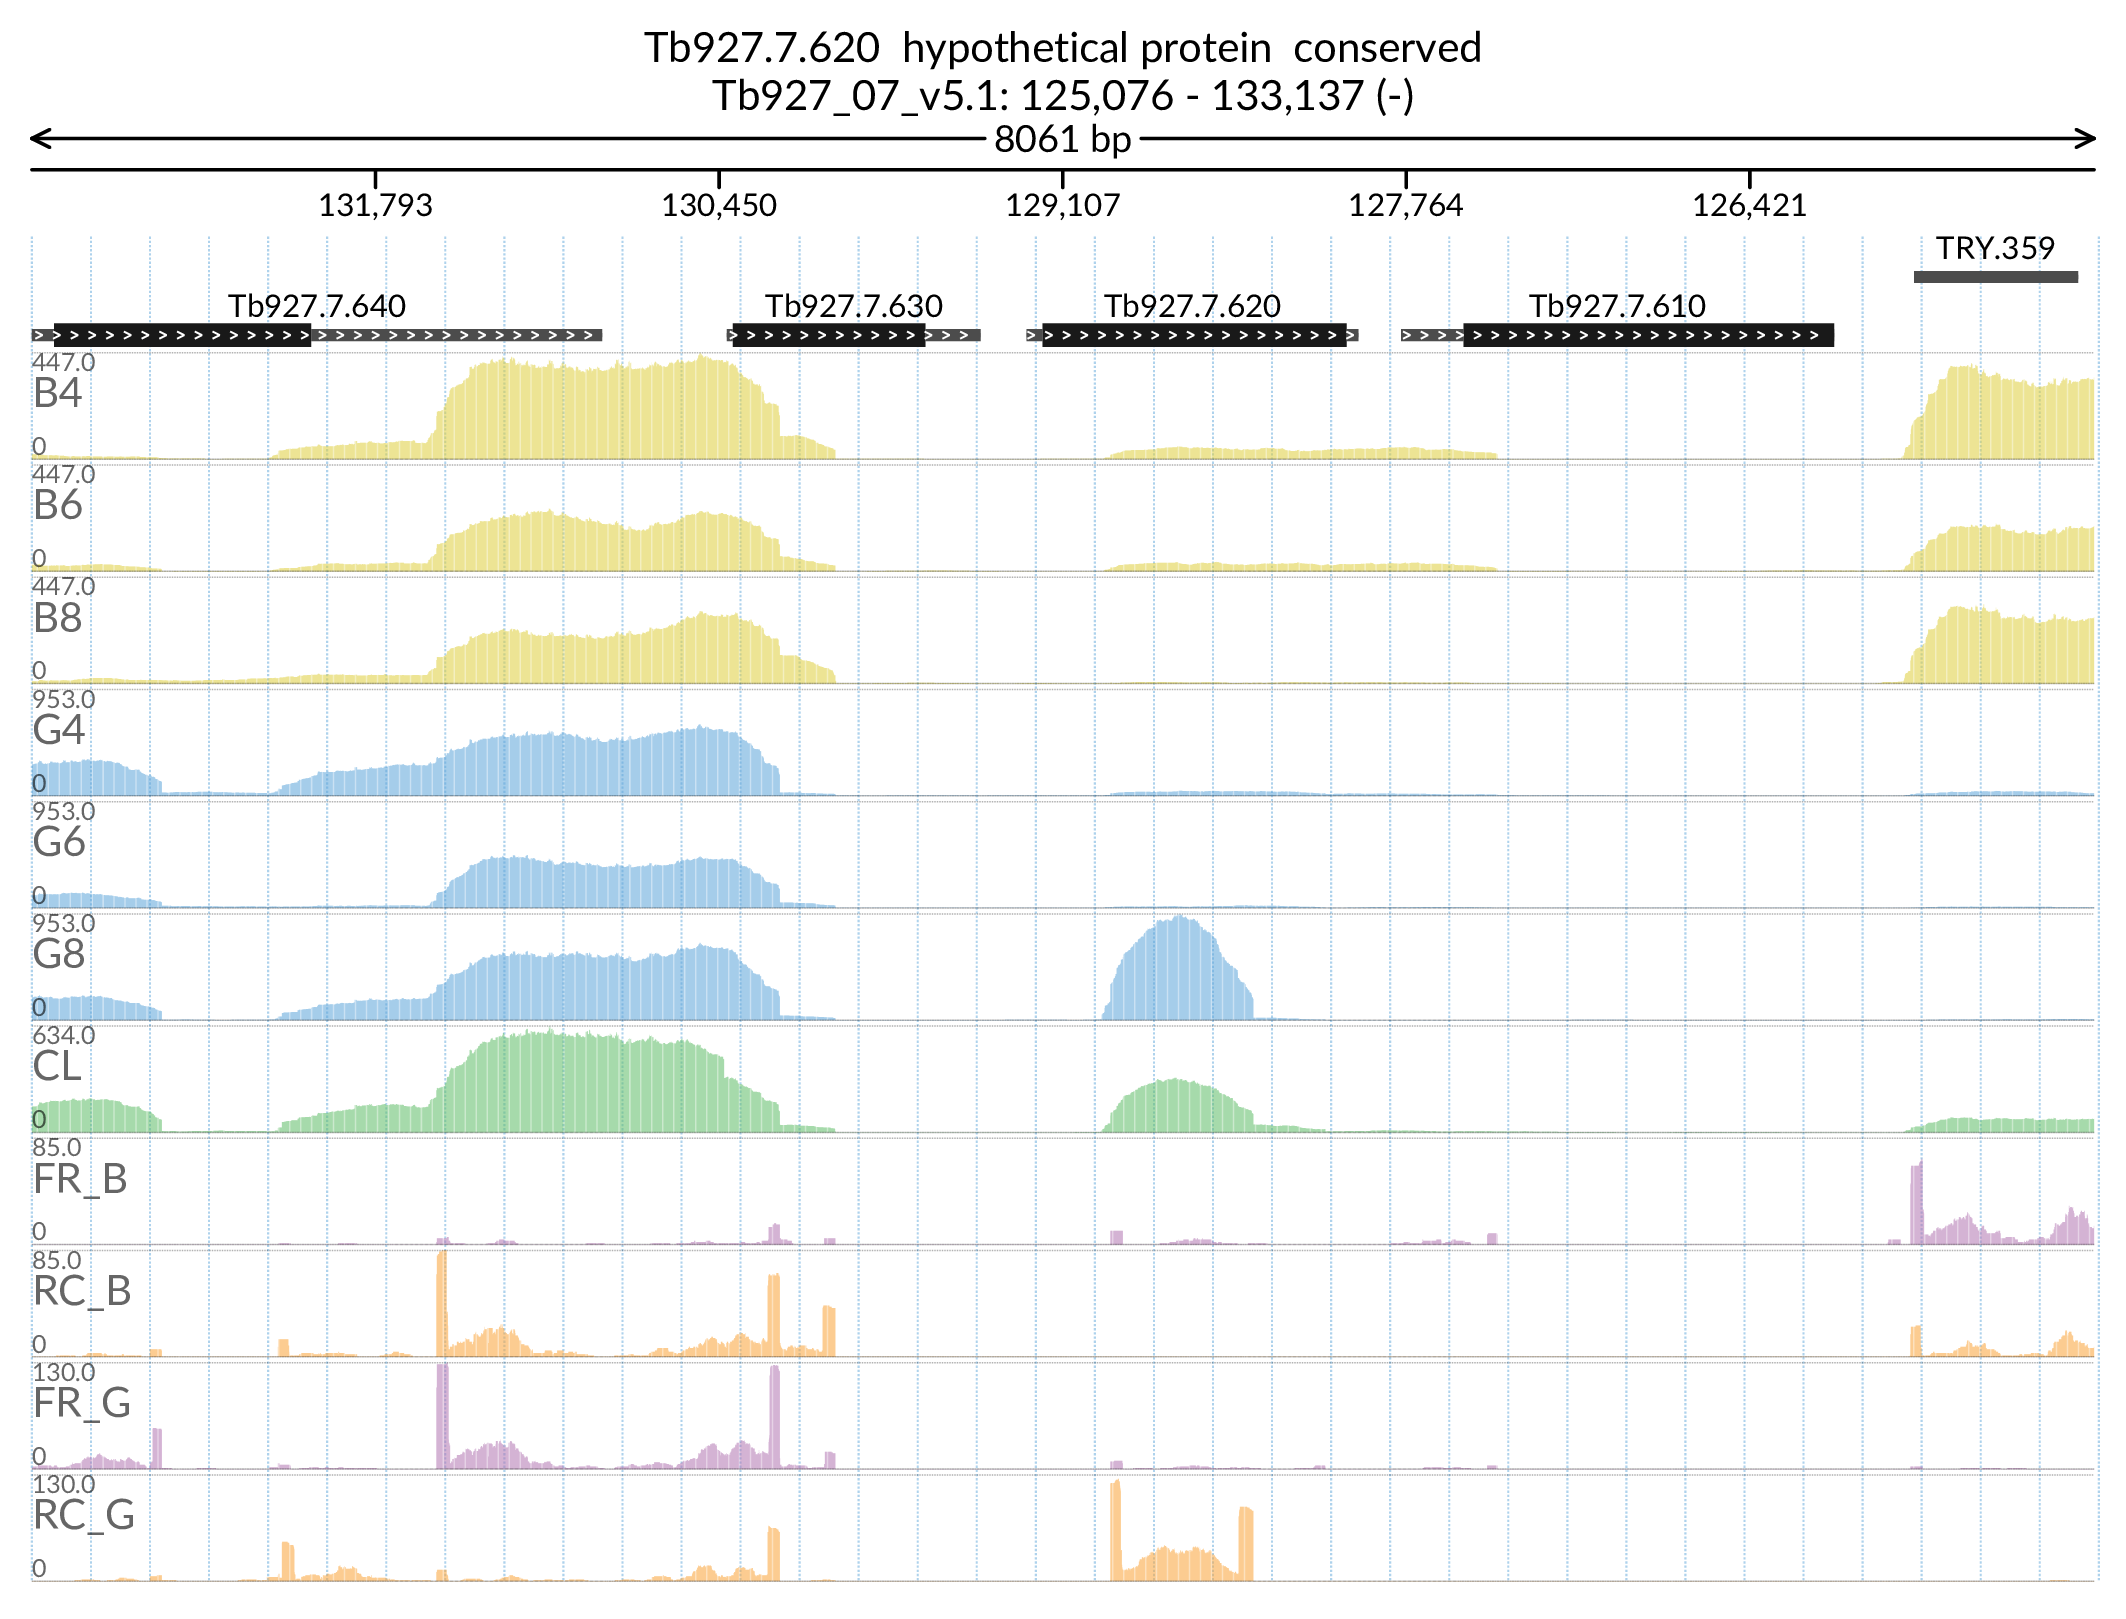 Tb927.7.620  hypothetical protein  conserved
Tb927_07_v5.1: 125,076 - 133,137 (-)
8061 bp
131,793 130,450 129,107 127,764 126,421
TRY.359
Tb927.7.640 Tb927.7.630 Tb927.7.620 Tb927.7.610
447.0
B4
0
447.0
B6
0
447.0
B8
0
953.0
G4
0
953.0
G6
0
953.0
G8
0
634.0
CL
0
85.0
FR_B
0
85.0
RC_B
0
130.0
FR_G
0
130.0
RC_G
0